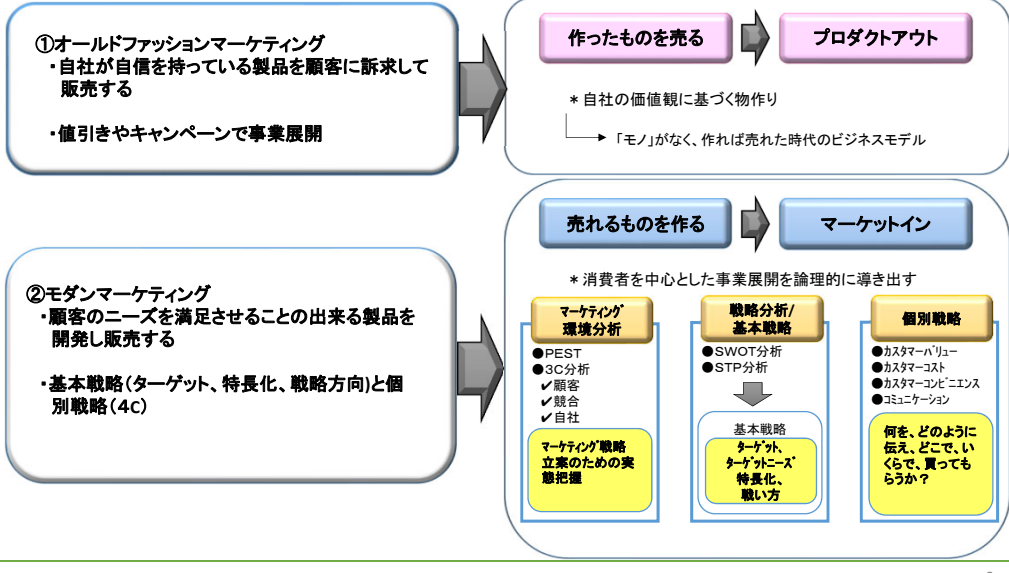 ①オールドファッションマーケティング
・自社が自信を持っている製品を顧客に訴求して
販売する
・値引きやキャンペーンで事業展開
作ったものを売る
プロダクトアウト
＊自社の価値観に基づく物作り
「モノ」がなく、作れば売れた時代のビジネスモデル
②モダンマーケティング
・顧客のニーズを満足させることの出来る製品を
開発し販売する
・基本戦略（ターゲット、特長化、戦略方向)と個
別戦略（４C）
売れるものを作る
マーケットイン
＊消費者を中心とした事業展開を論理的に導き出す
ﾏｰｹﾃｨﾝｸﾞ
環境分析
●PEST
●3C分析
✔顧客
✔競合
✔自社
ﾏｰｹﾃｨﾝｸﾞ戦略
立案のための実
態把握
戦略分析/
基本戦略
●SWOT分析
●STP分析
基本戦略
ﾀｰｹﾞｯﾄ、
ﾀｰｹﾞｯﾄﾆｰｽﾞ
特長化、
戦い方
個別戦略
●ｶｽﾀﾏｰﾊﾞﾘｭｰ
●ｶｽﾀﾏｰｺｽﾄ
●ｶｽﾀﾏｰｺﾝﾋﾞﾆｴﾝｽ
●ｺﾐｭﾆｹｰｼｮﾝ
何を、どのように
伝え、どこで、い
くらで、買っても
らうか？